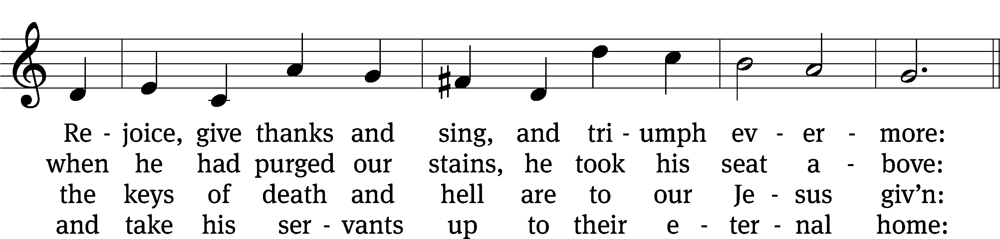 Re - joice, give thanks and sing, and tri - umph ev - er - more:
when he had purged our stains, he took his seat a - bove:
the keys of death and hell are to our Je - sus giv’n:
and take his ser - vants up to their e - ter - nal home: